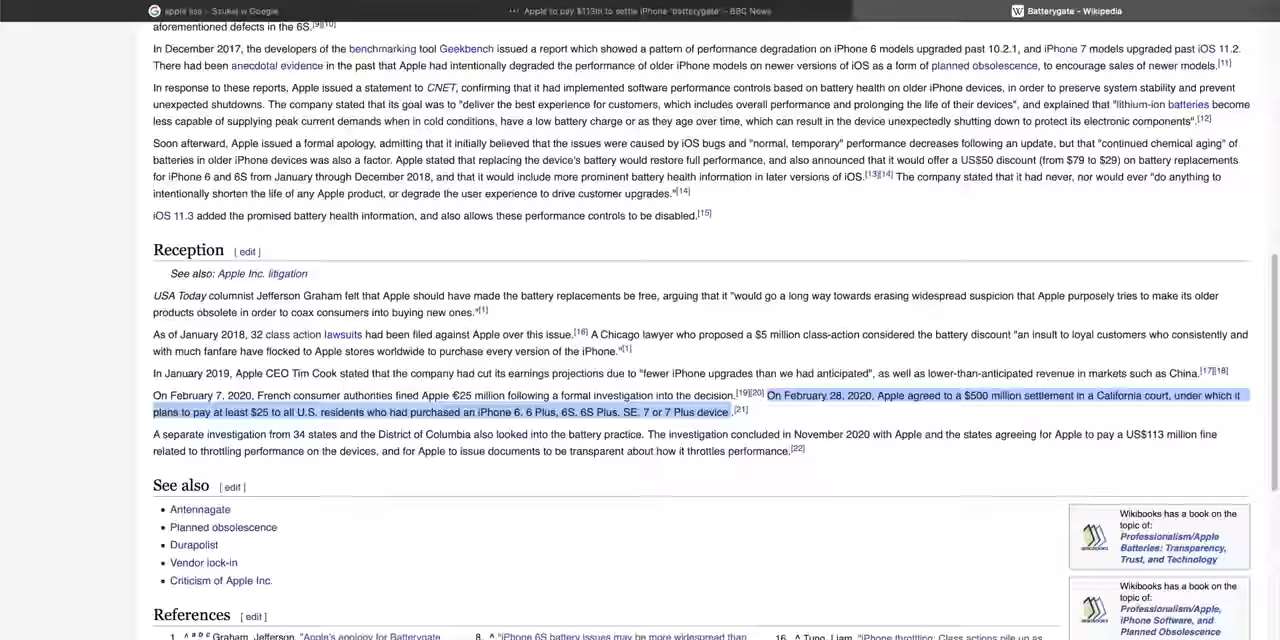 apple lisa - Szukaj w Google
Apple to pay $113m to settle iPhone 'batterygate' - BBC News
Batterygate - Wikipedia
aforementioned defects in the 6S.[9][10]
In December 2017, the developers of the benchmarking tool Geekbench issued a report which showed a pattern of performance degradation on iPhone 6 models upgraded past 10.2.1, and iPhone 7 models upgraded past iOS 11.2.
There had been anecdotal evidence in the past that Apple had intentionally degraded the performance of older iPhone models on newer versions of iOS as a form of planned obsolescence, to encourage sales of newer models.[11]
In response to these reports, Apple issued a statement to CNET, confirming that it had implemented software performance controls based on battery health on older iPhone devices, in order to preserve system stability and prevent
unexpected shutdowns. The company stated that its goal was to "deliver the best experience for customers, which includes overall performance and prolonging the life of their devices", and explained that "lithium-ion batteries become
less capable of supplying peak current demands when in cold conditions, have a low battery charge or as they age over time, which can result in the device unexpectedly shutting down to protect its electronic components".[12]
Soon afterward, Apple issued a formal apology, admitting that it initially believed that the issues were caused by iOS bugs and "normal, temporary" performance decreases following an update, but that "continued chemical aging" of
batteries in older iPhone devices was also a factor. Apple stated that replacing the device's battery would restore full performance, and also announced that it would offer a US$50 discount (from $79 to $29) on battery replacements
for iPhone 6 and 6S from January through December 2018, and that it would include more prominent battery health information in later versions of iOS.[13][14] The company stated that it had never, nor would ever "do anything to
intentionally shorten the life of any Apple product, or degrade the user experience to drive customer upgrades."[14]
iOS 11.3 added the promised battery health information, and also allows these performance controls to be disabled.[15]
Reception [ edit ]
See also: Apple Inc. litigation
USA Today columnist Jefferson Graham felt that Apple should have made the battery replacements be free, arguing that it "would go a long way towards erasing widespread suspicion that Apple purposely tries to make its older
products obsolete in order to coax consumers into buying new ones."[1]
As of January 2018, 32 class action lawsuits had been filed against Apple over this issue.[16] A Chicago lawyer who proposed a $5 million class-action considered the battery discount "an insult to loyal customers who consistently and
with much fanfare have flocked to Apple stores worldwide to purchase every version of the iPhone."[1]
In January 2019, Apple CEO Tim Cook stated that the company had cut its earnings projections due to "fewer iPhone upgrades than we had anticipated", as well as lower-than-anticipated revenue in markets such as China.[17][18]
On February 7, 2020, French consumer authorities fined Apple €25 million following a formal investigation into the decision.[19][20] On February 28, 2020, Apple agreed to a $500 million settlement in a California court, under which it
plans to pay at least $25 to all U.S. residents who had purchased an iPhone 6, 6 Plus, 6S, 6S Plus, SE, 7 or 7 Plus device.[21]
A separate investigation from 34 states and the District of Columbia also looked into the battery practice. The investigation concluded in November 2020 with Apple and the states agreeing for Apple to pay a US$113 million fine
related to throttling performance on the devices, and for Apple to issue documents to be transparent about how it throttles performance.[22]
See also [ edit ]
• Antennagate
• Planned obsolescence
• Durapolist
• Vendor lock-in
• Criticism of Apple Inc.
Wikibooks has a book on the
topic of:
Professionalism/Apple
Batteries: Transparency,
Trust, and Technology
Wikibooks has a book on the
topic of:
Professionalism/Apple,
iPhone Software, and
Planned Obsolescence
References [ edit ]
1. ^ a b c Graham, Jefferson. "Apple's apology for Batterygate
8. ^ "iPhone 6S battery issues may be more widespread than
16. ^ Tung, Liam. "iPhone throttling: Class actions pile up as